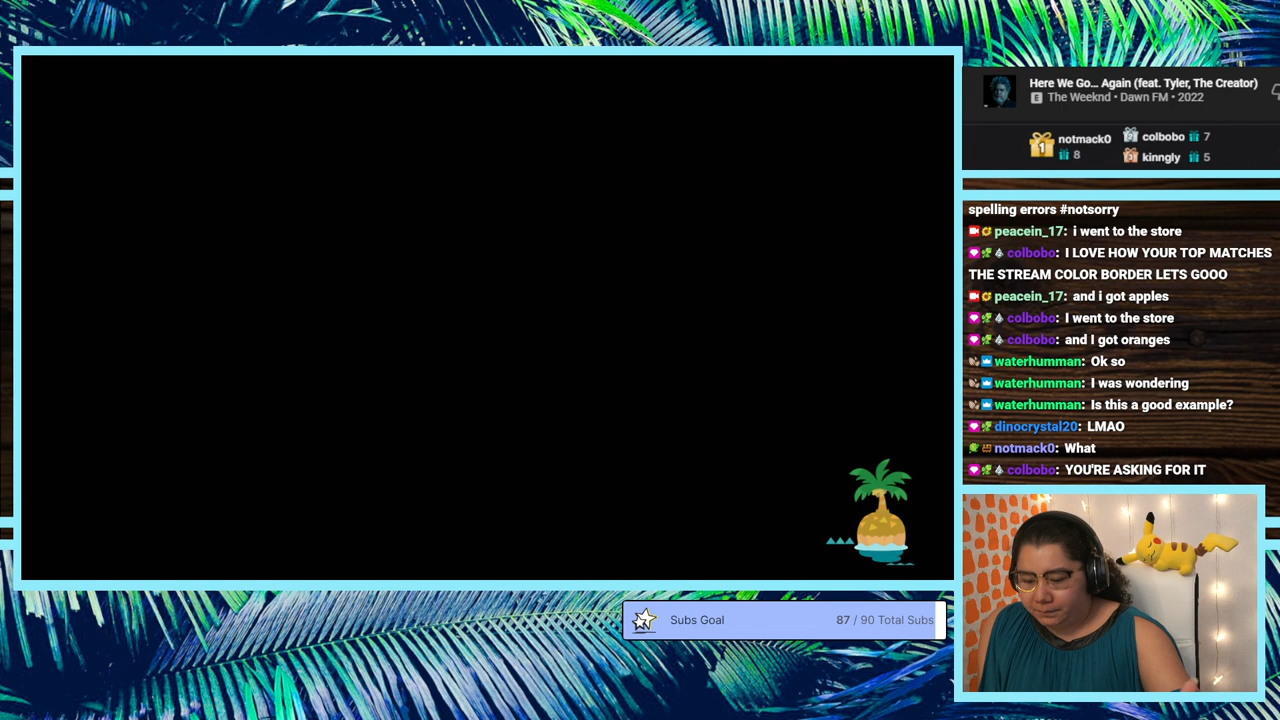 Here We Go... Again (feat. Tyler, The Creator)
E The Weeknd • Dawn FM • 2022
1 notmack0 8
colbobo 7
kinngly 5
spelling errors #notsorry
peacein_17: i went to the store
colbobo: I LOVE HOW YOUR TOP MATCHES
THE STREAM COLOR BORDER LETS GOOO
peacein_17: and i got apples
colbobo: I went to the store
colbobo: and I got oranges
waterhumman: Ok so
waterhumman: I was wondering
waterhumman: Is this a good example?
dinocrystal20: LMAO
notmack0: What
colbobo: YOU'RE ASKING FOR IT
Subs Goal 87 / 90 Total Subs